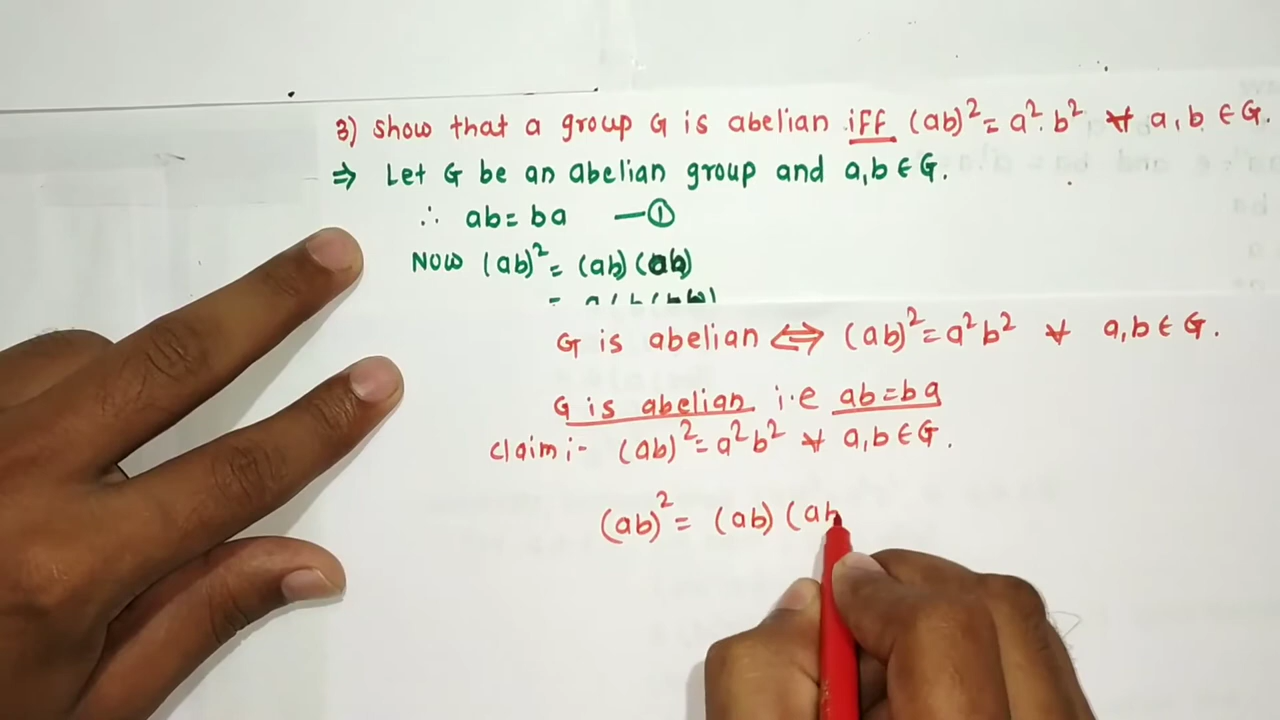 3) Show that a group G is abelian iFF (ab)² = a². b² ∀ a, b ∈ G.
⇒ Let G be an abelian group and a,b ∈ G.
∴ ab = ba —①
Now (ab)² = (ab)(ab)
G is abelian ⇔ (ab)² = a²b² ∀ a,b ∈ G.
G is abelian i.e ab = ba
Claim:- (ab)² = a²b² ∀ a,b ∈ G.
(ab)² = (ab) (ab